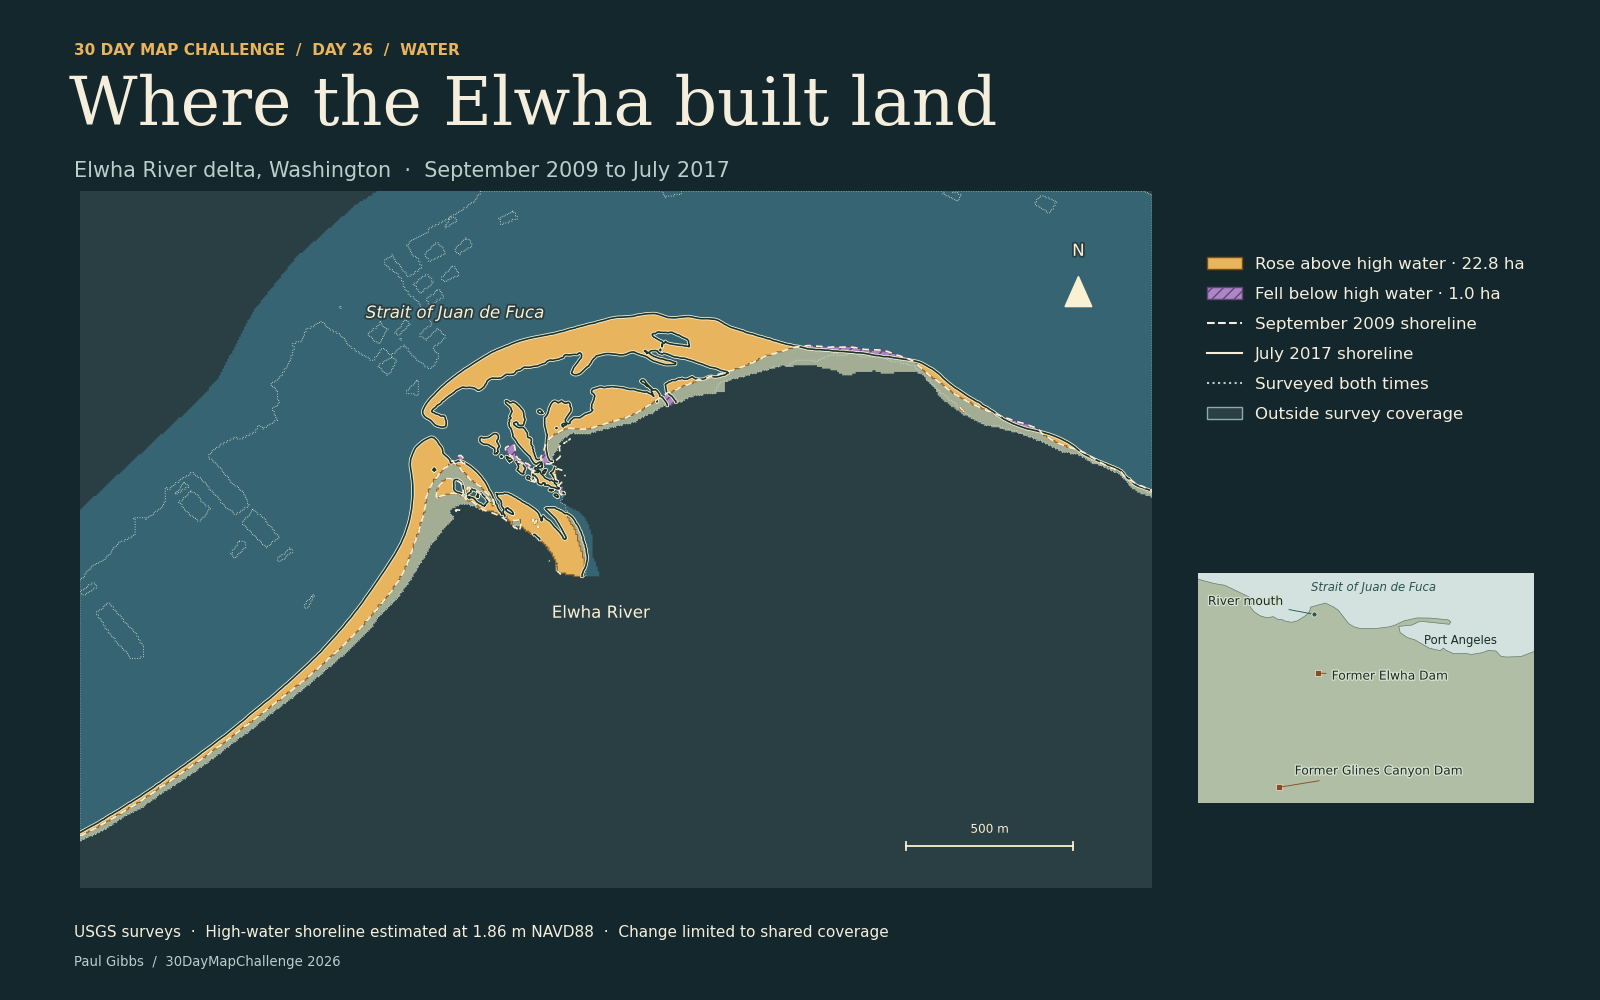 30 DAY MAP CHALLENGE / DAY 26 / WATER
Where the Elwha built land
Elwha River delta, Washington · September 2009 to July 2017
N
Strait of Juan de Fuca
Elwha River
500 m
Rose above high water · 22.8 ha
Fell below high water · 1.0 ha
September 2009 shoreline
July 2017 shoreline
Surveyed both times
Outside survey coverage
Strait of Juan de Fuca
River mouth
Port Angeles
Former Elwha Dam
Former Glines Canyon Dam
USGS surveys · High-water shoreline estimated at 1.86 m NAVD88 · Change limited to shared coverage
Paul Gibbs / 30DayMapChallenge 2026